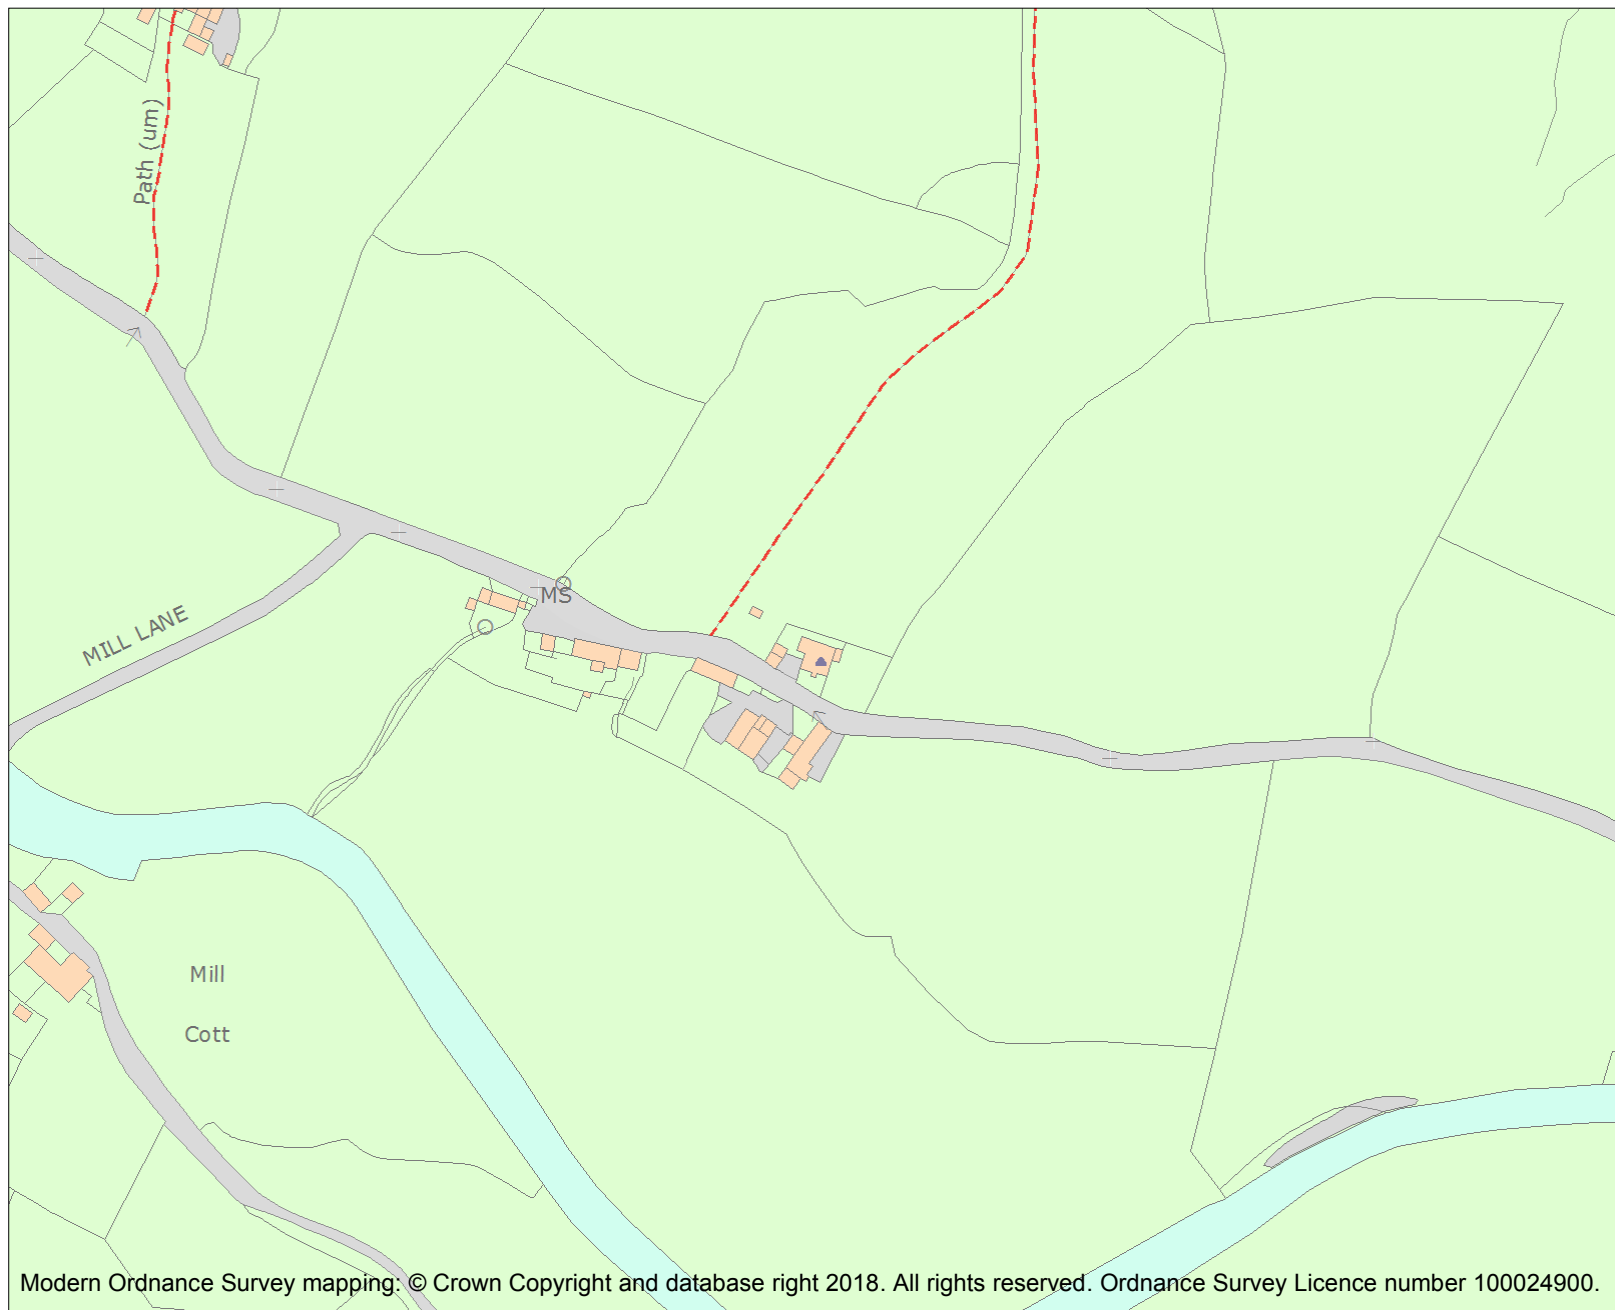 Path (um)
MS
MILL LANE
Mill
Cott
Modern Ordnance Survey mapping: © Crown Copyright and database right 2018. All rights reserved. Ordnance Survey Licence number 100024900.